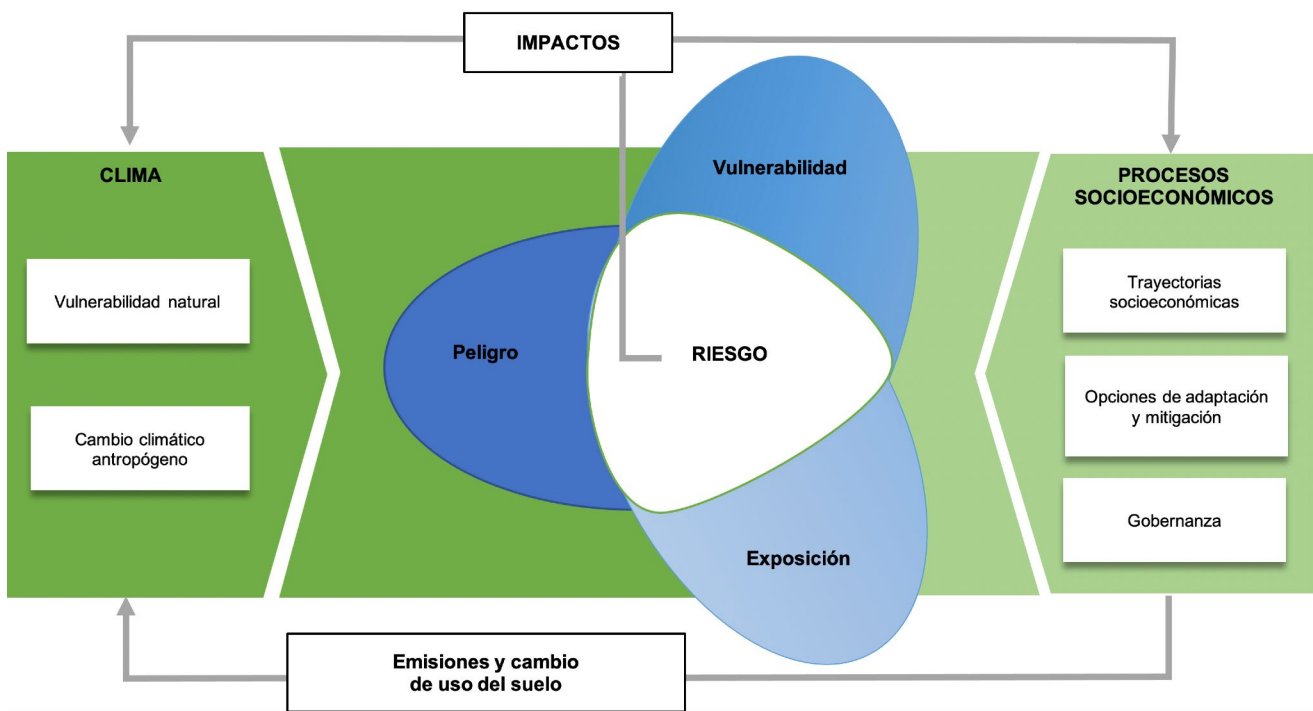 IMPACTOS
CLIMA
Vulnerabilidad natural
Cambio climático
antropógeno
Vulnerabilidad
Peligro
RIESGO
Exposición
PROCESOS
SOCIOECONÓMICOS
Trayectorias
socioeconómicas
Opciones de adaptación
y mitigación
Gobernanza
Emisiones y cambio
de uso del suelo